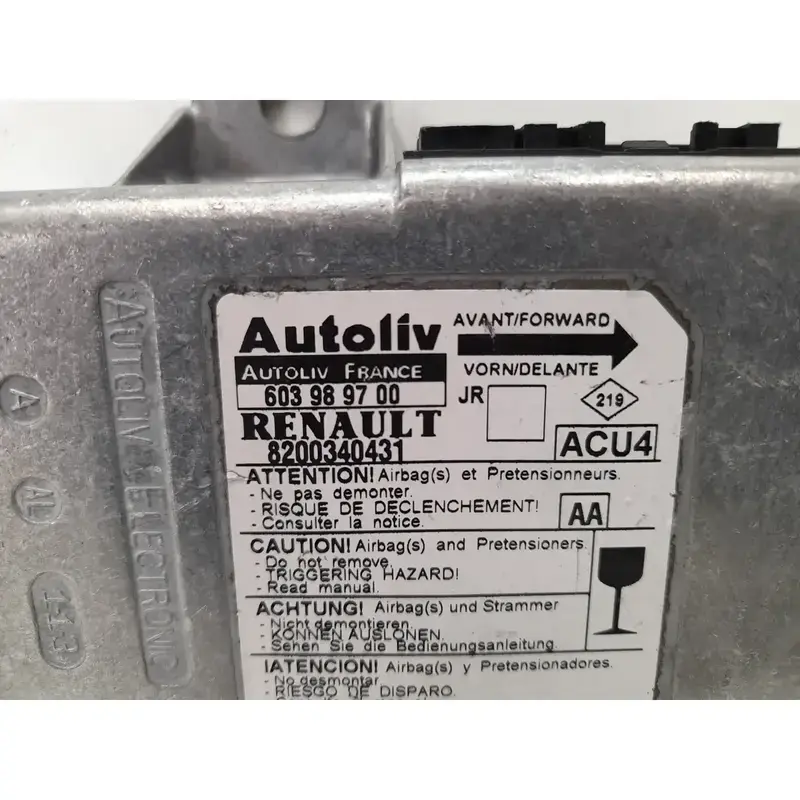 Autoliv
AVANT/FORWARD
AUTOLIV FRANCE
VORN/DELANTE
603 98 97 00
JR
219
RENAULT
8200340431
ACU4
ATTENTION! Airbag(s) et Pretensionneurs.
- Ne pas demonter.
- RISQUE DE DECLENCHEMENT!
- Consulter la notice.
AA
CAUTION! Airbag(s) and Pretensioners.
- Do not remove.
- TRIGGERING HAZARD!
- Read manual.
ACHTUNG! Airbag(s) und Strammer
- Nicht demontieren.
- KONNEN AUSLONEN.
- Sehen Sie die Bedienungsanleitung.
!ATENCION! Airbag(s) y Pretensionadores.
- No desmontar
- RIESGO DE DISPARO.
AUTOLIV ELECTRONIC
A
AL